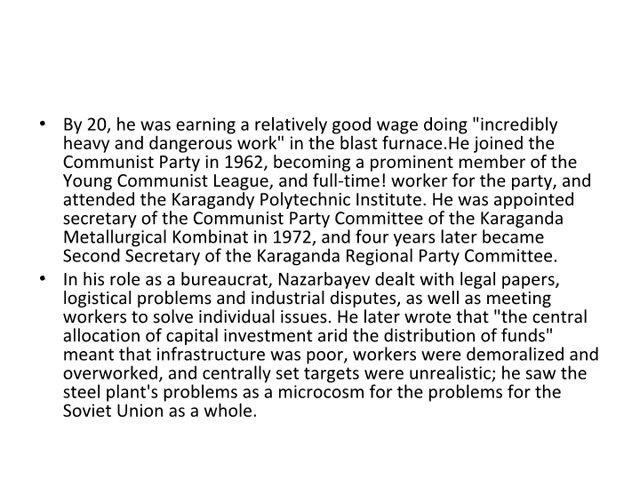 • By 20, he was earning a relatively good wage doing "incredibly
heavy and dangerous work" in the blast furnace.He joined the
Communist Party in 1962, becoming a prominent member of the
Young Communist League, and full-time! worker for the party, and
attended the Karagandy Polytechnic Institute. He was appointed
secretary of the Communist Party Committee of the Karaganda
Metallurgical Kombinat in 1972, and four years later became
Second Secretary of the Karaganda Regional Party Committee.
• In his role as a bureaucrat, Nazarbayev dealt with legal papers,
logistical problems and industrial disputes, as well as meeting
workers to solve individual issues. He later wrote that "the central
allocation of capital investment arid the distribution of funds"
meant that infrastructure was poor, workers were demoralized and
overworked, and centrally set targets were unrealistic; he saw the
steel plant's problems as a microcosm for the problems for the
Soviet Union as a whole.